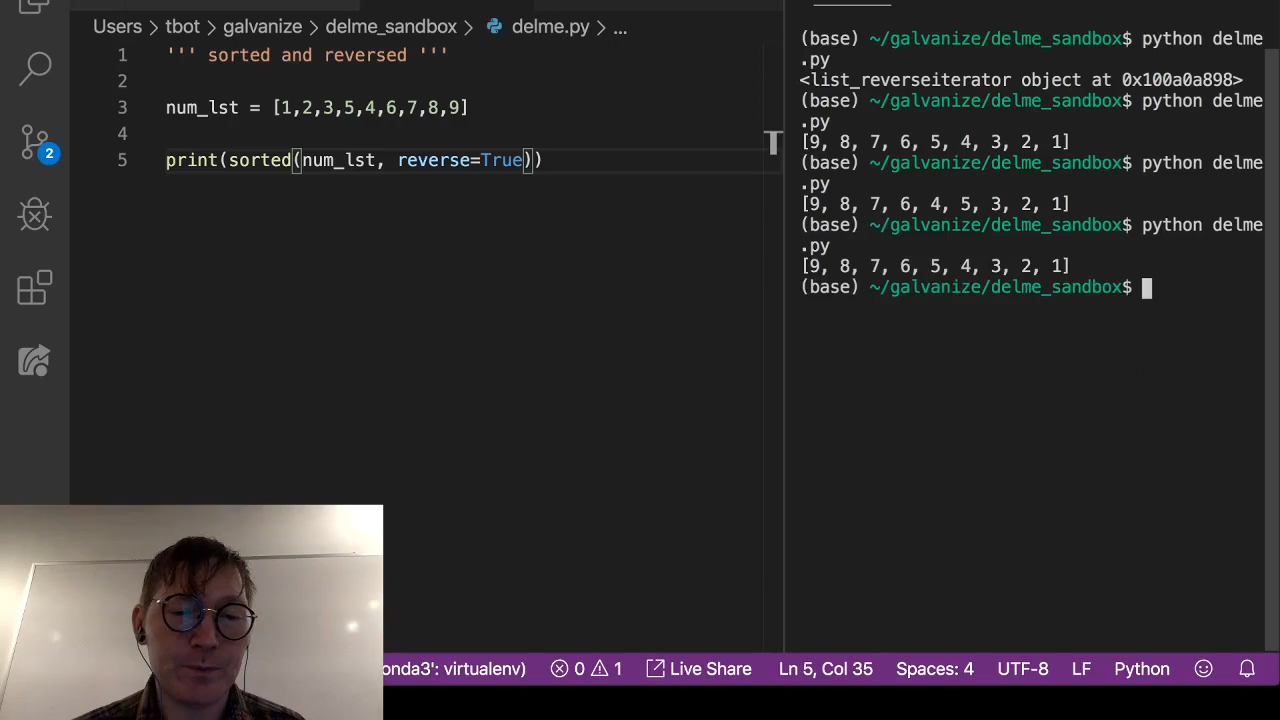 Users > tbot > galvanize > delme_sandbox > delme.py > ...
1 ''' sorted and reversed '''
2
3 num_lst = [1,2,3,5,4,6,7,8,9]
4
5 print(sorted(num_lst, reverse=True))
2
(base) ~/galvanize/delme_sandbox$ python delme
.py
<list_reverseiterator object at 0x100a0a898>
(base) ~/galvanize/delme_sandbox$ python delme
.py
[9, 8, 7, 6, 5, 4, 3, 2, 1]
(base) ~/galvanize/delme_sandbox$ python delme
.py
[9, 8, 7, 6, 4, 5, 3, 2, 1]
(base) ~/galvanize/delme_sandbox$ python delme
.py
[9, 8, 7, 6, 5, 4, 3, 2, 1]
(base) ~/galvanize/delme_sandbox$
onda3': virtualenv) 0 1 Live Share Ln 5, Col 35 Spaces: 4 UTF-8 LF Python